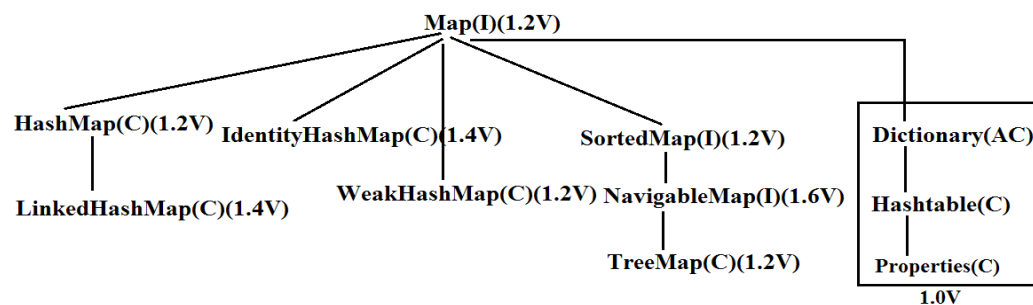 Map(I)(1.2V)
HashMap(C)(1.2V)
IdentityHashMap(C)(1.4V)
SortedMap(I)(1.2V)
Dictionary(AC)
LinkedHashMap(C)(1.4V)
WeakHashMap(C)(1.2V)
NavigableMap(I)(1.6V)
Hashtable(C)
TreeMap(C)(1.2V)
Properties(C)
1.0V